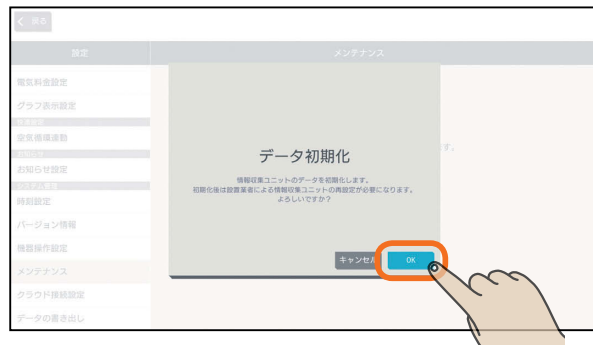 戻る
設定
メンテナンス
電気料金設定
グラフ表示設定
空気循環連動
お知らせ
お知らせ設定
時刻設定
バージョン情報
機器操作設定
メンテナンス
クラウド接続設定
データの書き出し
す。
データ初期化
情報収集ユニットのデータを初期化します。
初期化後は設置業者による情報収集ユニットの再設定が必要になります。
よろしいですか？
キャンセル
OK